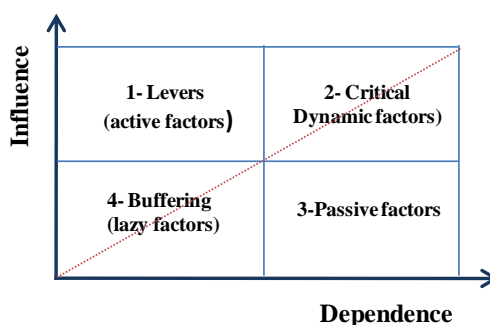 Influence
1- Levers
(active factors)
2- Critical
Dynamic factors)
4- Buffering
(lazy factors)
3-Passive factors
Dependence